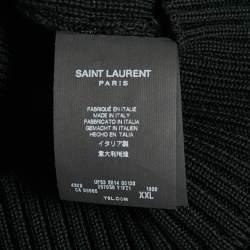 SAINT LAURENT
PARIS
FABRIQUÉ EN ITALIE
MADE IN ITALY
FABBRICATO IN ITALIA
GEMACHT IN ITALIEN
HECHO EN ITALIA
イタリア製
意大利制造
XXL
YSL.COM